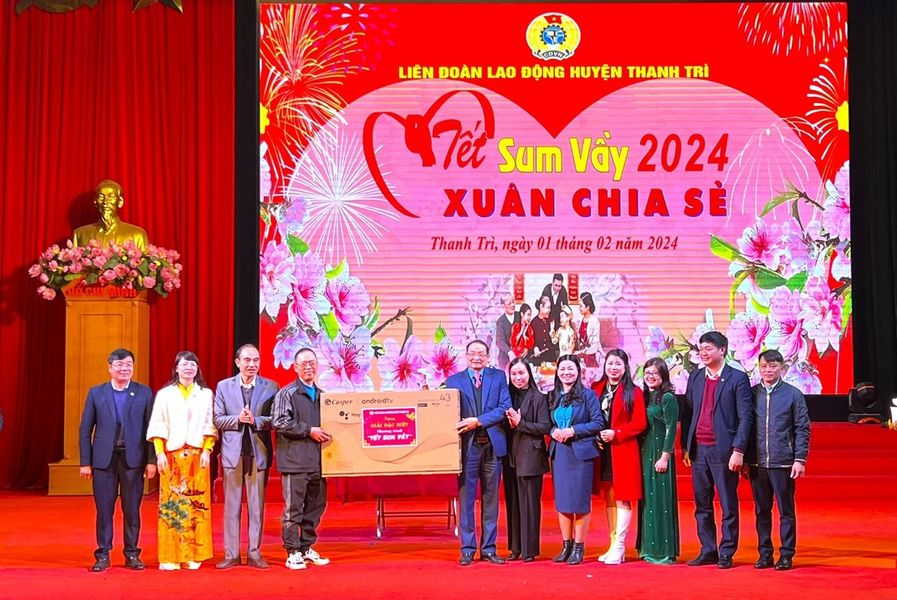 LIÊN ĐOÀN LAO ĐỘNG HUYỆN THANH TRÌ
Tết Sum Vầy 2024
XUÂN CHIA SẺ
Thanh Trì, ngày 01 tháng 02 năm 2024
Casper androidtv
43
Hey
GIẢI ĐẶC BIỆT
"TẾT SUM VẦY"